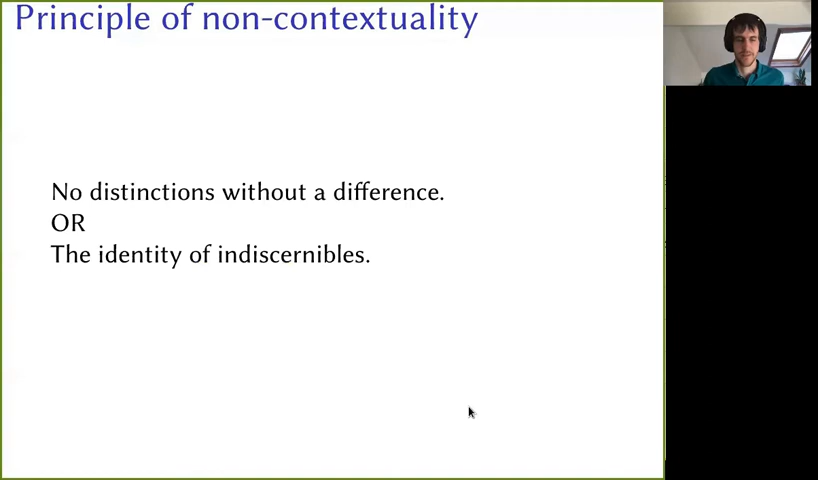 Principle of non-contextuality
No distinctions without a difference.
OR
The identity of indiscernibles.